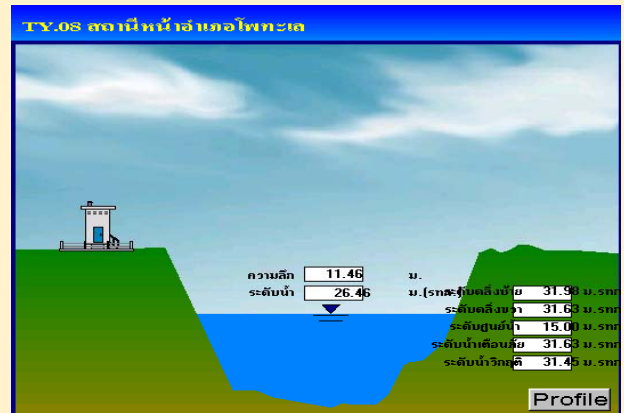 TY.08 สถานีหน้าอำเภอโพทะเล
ความลึก 11.46 ม.
ระดับน้ำ 26.46 ม.(รทก.)
ระดับตลิ่งซ้าย 31.98 ม.รทก
ระดับตลิ่งขวา 31.63 ม.รทก
ระดับศูนย์น้ำ 15.00 ม.รทก
ระดับน้ำเตือนภัย 31.63 ม.รทก
ระดับน้ำวิกฤติ 31.45 ม.รทก
Profile